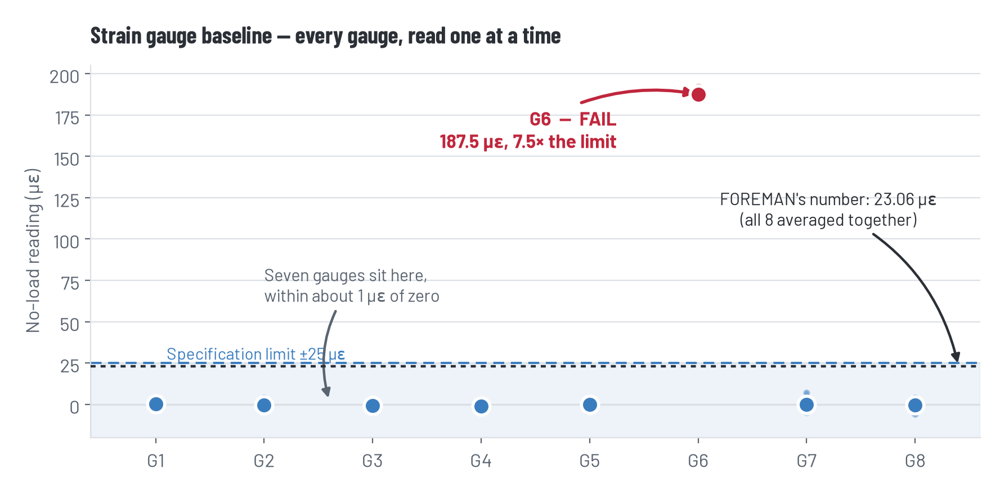 Strain gauge baseline — every gauge, read one at a time
No-load reading (µε)
200
175
150
125
100
75
50
25
0
G6 — FAIL
187.5 µε, 7.5× the limit
FOREMAN's number: 23.06 µε
(all 8 averaged together)
Seven gauges sit here,
within about 1 µε of zero
Specification limit ±25 µε
G1
G2
G3
G4
G5
G6
G7
G8